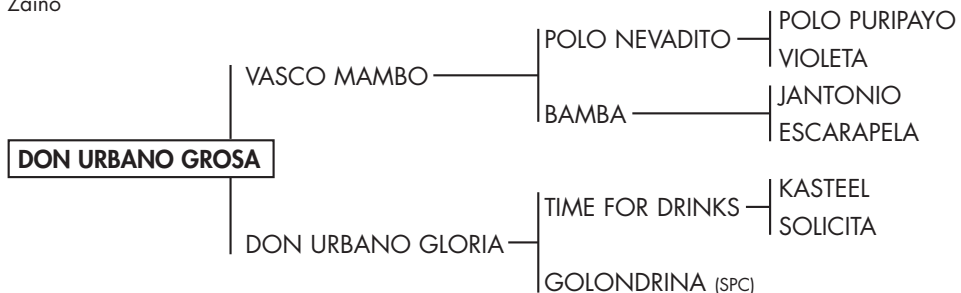 Zaino
POLO PURIPAYO
POLO NEVADITO
VIOLETA
VASCO MAMBO
JANTONIO
BAMBA
ESCARAPELA
DON URBANO GROSA
KASTEEL
TIME FOR DRINKS
SOLICITA
DON URBANO GLORIA
GOLONDRINA (SPC)